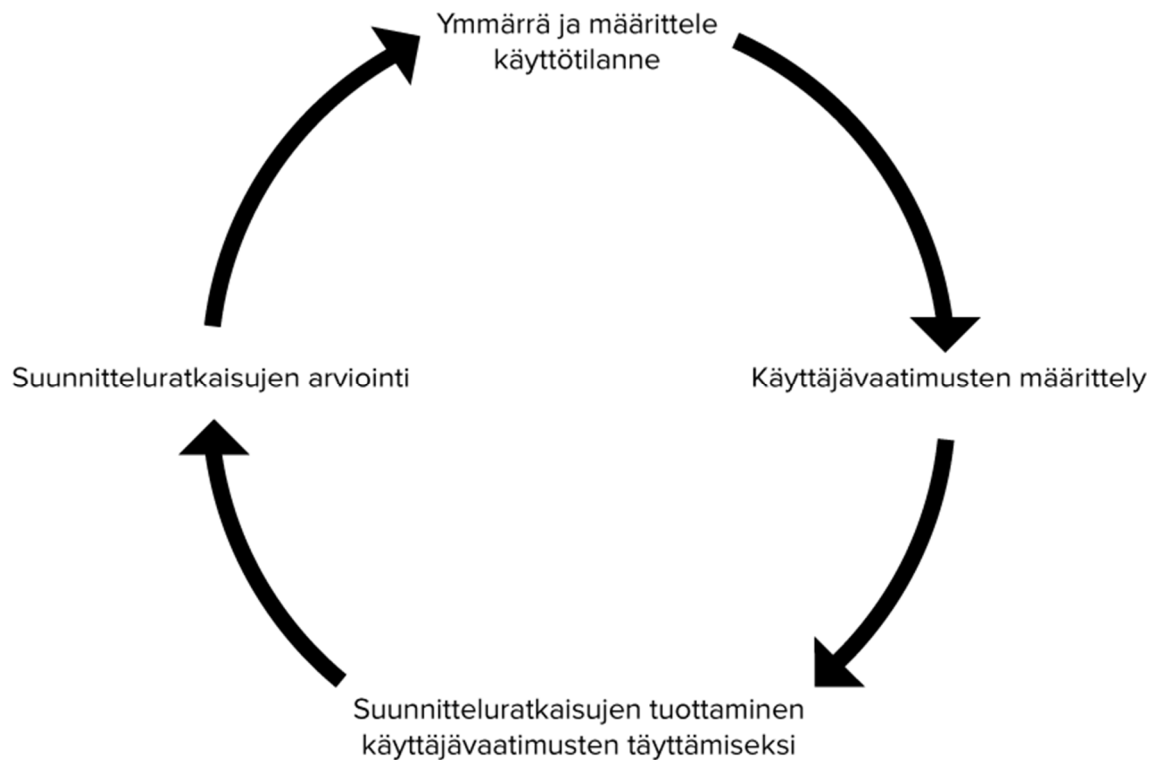 Ymmärrä ja määrittele
käyttötilanne
Suunnitteluratkaisujen arviointi
Käyttäjävaatimusten määrittely
Suunnitteluratkaisujen tuottaminen
käyttäjävaatimusten täyttämiseksi